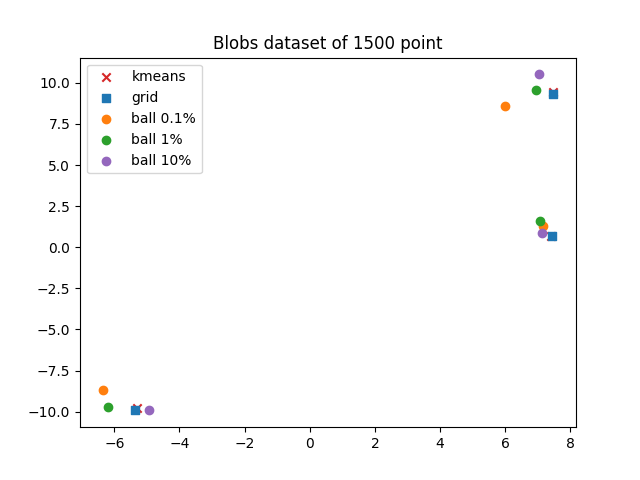 Blobs dataset of 1500 point
kmeans
grid
ball 0.1%
ball 1%
ball 10%
10.0
7.5
5.0
2.5
0.0
−2.5
−5.0
−7.5
−10.0
−6 −4 −2 0 2 4 6 8